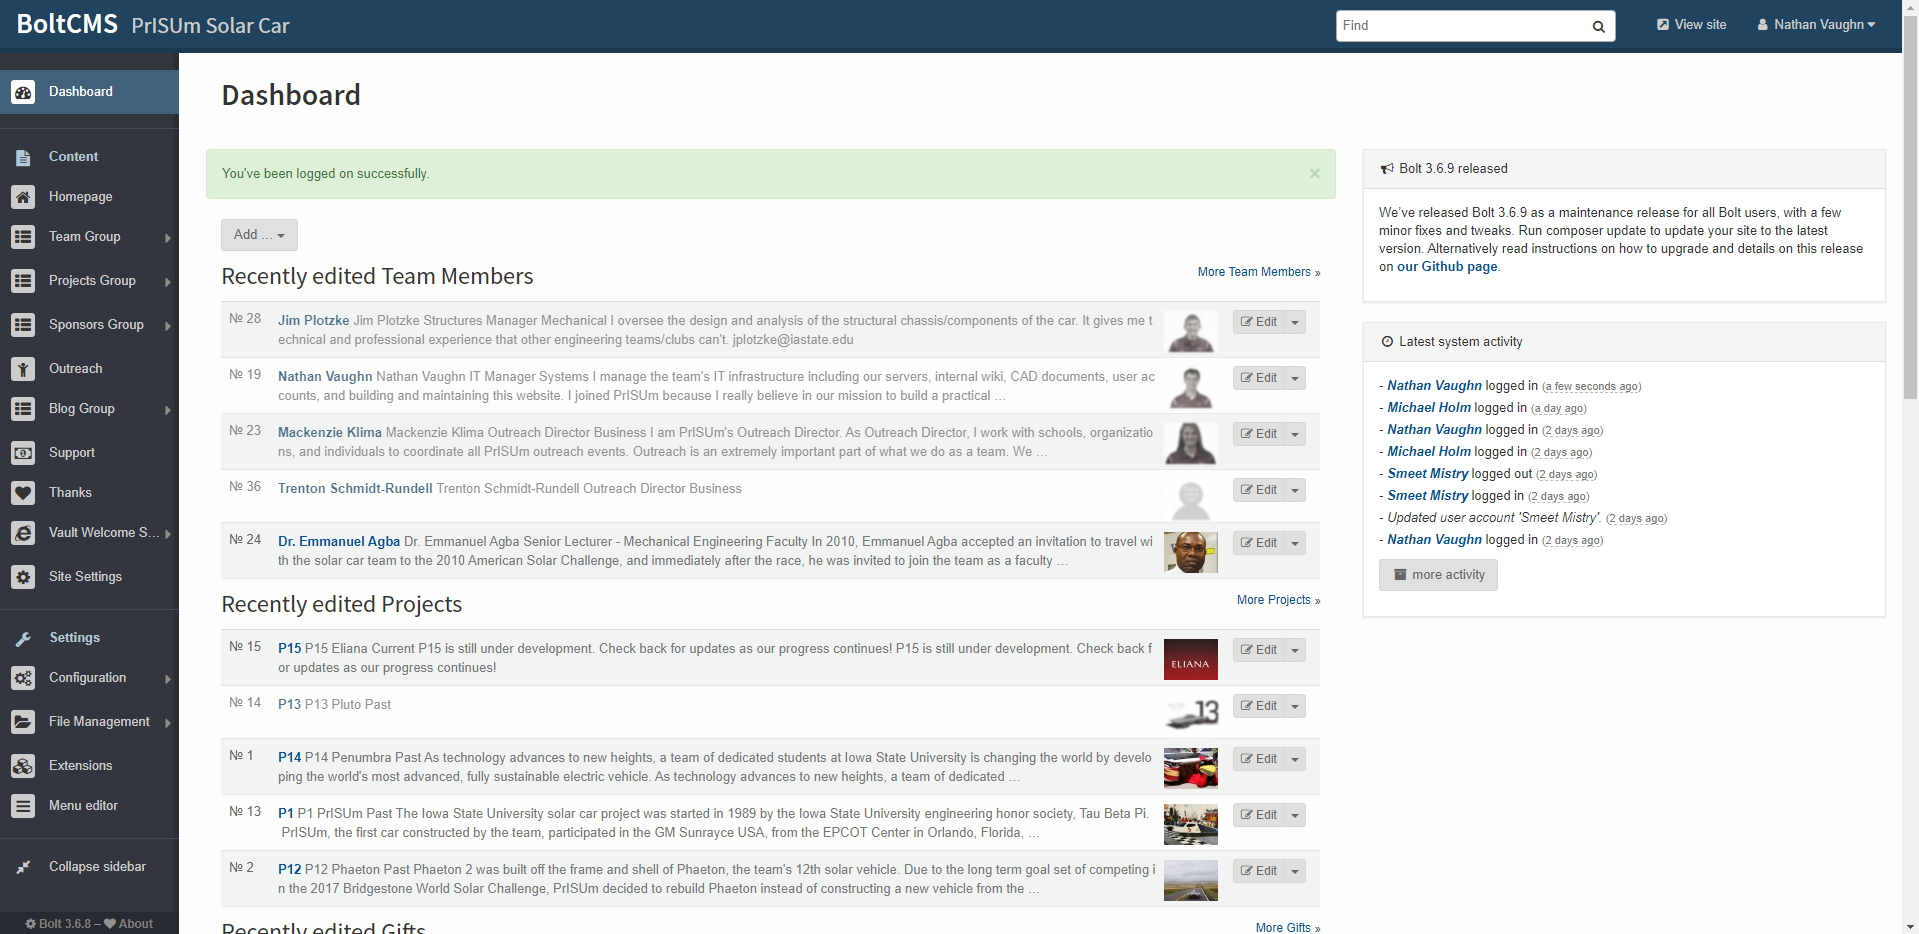 BoltCMS PrISUm Solar Car
Find
View site
Nathan Vaughn
Dashboard
Content
Homepage
Team Group
Projects Group
Sponsors Group
Outreach
Blog Group
Support
Thanks
Vault Welcome S...
Site Settings
Settings
Configuration
File Management
Extensions
Menu editor
Collapse sidebar
Bolt 3.6.8 – About
Dashboard
You've been logged on successfully.
×
Add ...
Recently edited Team Members
More Team Members »
№ 28
Jim Plotzke Jim Plotzke Structures Manager Mechanical I oversee the design and analysis of the structural chassis/components of the car. It gives me t
echnical and professional experience that other engineering teams/clubs can't. jplotzke@iastate.edu
Edit
№ 19
Nathan Vaughn Nathan Vaughn IT Manager Systems I manage the team's IT infrastructure including our servers, internal wiki, CAD documents, user ac
counts, and building and maintaining this website. I joined PrISUm because I really believe in our mission to build a practical …
Edit
№ 23
Mackenzie Klima Mackenzie Klima Outreach Director Business I am PrISUm's Outreach Director. As Outreach Director, I work with schools, organizatio
ns, and individuals to coordinate all PrISUm outreach events. Outreach is an extremely important part of what we do as a team. We …
Edit
№ 36
Trenton Schmidt-Rundell Trenton Schmidt-Rundell Outreach Director Business
Edit
№ 24
Dr. Emmanuel Agba Dr. Emmanuel Agba Senior Lecturer - Mechanical Engineering Faculty In 2010, Emmanuel Agba accepted an invitation to travel wi
th the solar car team to the 2010 American Solar Challenge, and immediately after the race, he was invited to join the team as a faculty …
Edit
Recently edited Projects
More Projects »
№ 15
P15 P15 Eliana Current P15 is still under development. Check back for updates as our progress continues! P15 is still under development. Check back f
or updates as our progress continues!
ELIANA
Edit
№ 14
P13 P13 Pluto Past
13
Edit
№ 1
P14 P14 Penumbra Past As technology advances to new heights, a team of dedicated students at Iowa State University is changing the world by develo
ping the world's most advanced, fully sustainable electric vehicle. As technology advances to new heights, a team of dedicated …
Edit
№ 13
P1 P1 PrISUm Past The Iowa State University solar car project was started in 1989 by the Iowa State University engineering honor society, Tau Beta Pi.
PrISUm, the first car constructed by the team, participated in the GM Sunrayce USA, from the EPCOT Center in Orlando, Florida, …
Edit
№ 2
P12 P12 Phaeton Past Phaeton 2 was built off the frame and shell of Phaeton, the team's 12th solar vehicle. Due to the long term goal set of competing i
n the 2017 Bridgestone World Solar Challenge, PrISUm decided to rebuild Phaeton instead of constructing a new vehicle from the …
Edit
Recently edited Gifts
More Gifts »
Bolt 3.6.9 released
We've released Bolt 3.6.9 as a maintenance release for all Bolt users, with a few
minor fixes and tweaks. Run composer update to update your site to the latest
version. Alternatively read instructions on how to upgrade and details on this release
on our Github page.
Latest system activity
- Nathan Vaughn logged in (a few seconds ago)
- Michael Holm logged in (a day ago)
- Nathan Vaughn logged in (2 days ago)
- Michael Holm logged in (2 days ago)
- Smeet Mistry logged out (2 days ago)
- Smeet Mistry logged in (2 days ago)
- Updated user account 'Smeet Mistry'. (2 days ago)
- Nathan Vaughn logged in (2 days ago)
more activity